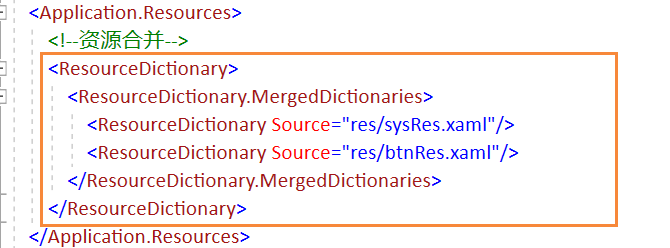 <Application.Resources>
<!--资源合并-->
<ResourceDictionary>
<ResourceDictionary.MergedDictionaries>
<ResourceDictionary Source="res/sysRes.xaml"/>
<ResourceDictionary Source="res/btnRes.xaml"/>
</ResourceDictionary.MergedDictionaries>
</ResourceDictionary>
</Application.Resources>